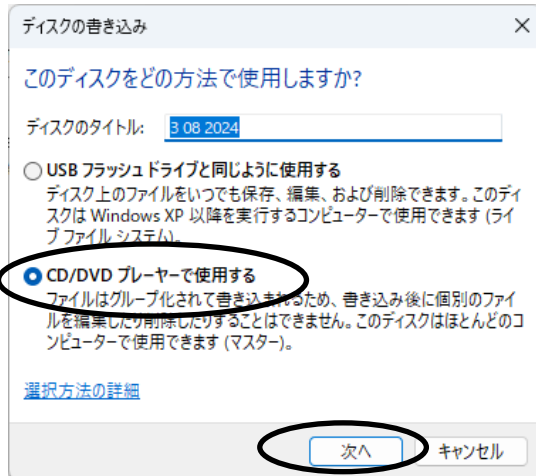 ディスクの書き込み
このディスクをどの方法で使用しますか?
ディスクのタイトル: 3 08 2024
USB フラッシュ ドライブと同じように使用する
ディスク上のファイルをいつでも保存、編集、および削除できます。このディ
スクは Windows XP 以降を実行するコンピューターで使用できます (ライ
ブ ファイル システム)。
CD/DVD プレーヤーで使用する
ファイルはグループ化されて書き込まれるため、書き込み後に個別のファイ
ルを編集したり削除したりすることはできません。このディスクはほとんどのコ
ンピューターで使用できます (マスター)。
選択方法の詳細
次へ キャンセル